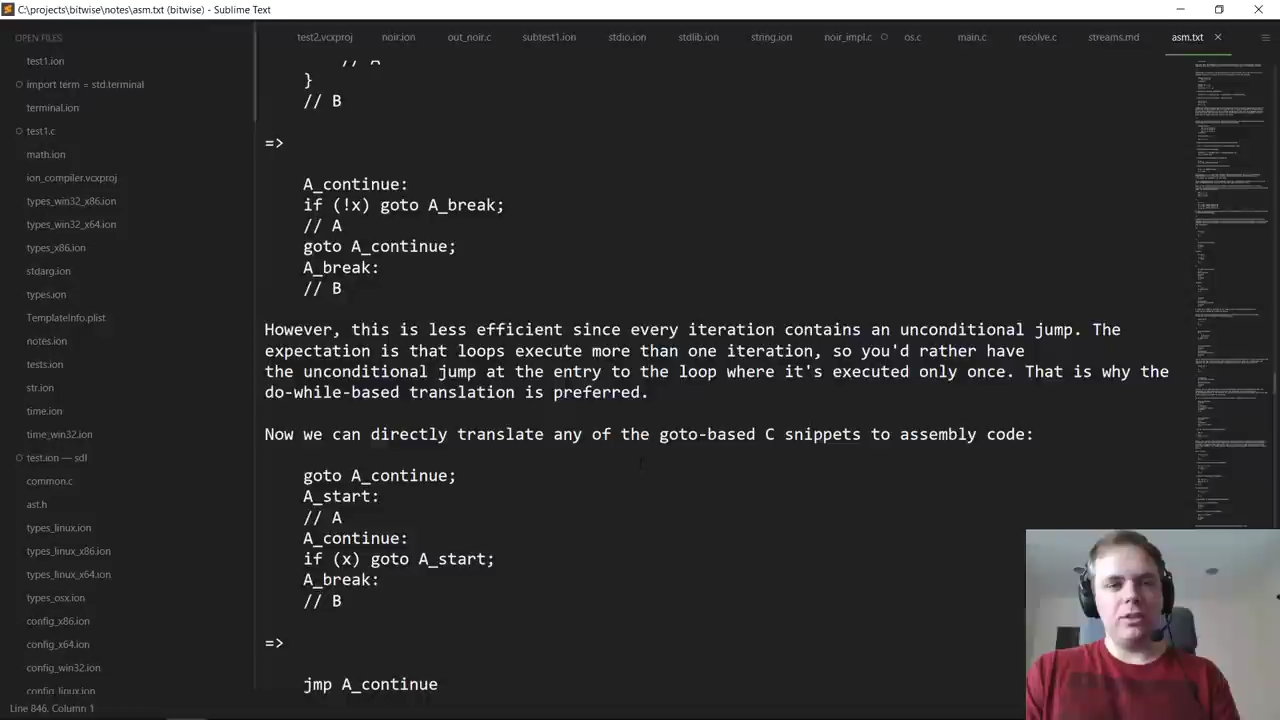 C:\projects\bitwise\notes\asm.txt (bitwise) - Sublime Text
OPEN FILES
test1.ion
import term = std.terminal
terminal.ion
test1.c
math.ion
ion_compiler.vcxproj
types_win32_x86.ion
types_win32_x64.ion
types_x86.ion
stdarg.ion
types.ion
TemplateInfo.plist
notes.ion
tests.ion
str.ion
time.ion
time_win32.ion
test.ion — sdl
common.c
ast.h
types_linux.ion
types_linux_x86.ion
types_linux_x64.ion
types_osx.ion
config_x86.ion
config_x64.ion
config_win32.ion
config_linux.ion
test2.vcxproj noir.ion out_noir.c subtest1.ion stdio.ion stdlib.ion string.ion noir_impl.c os.c main.c resolve.c streams.md asm.txt
// A
}
// B
=>
A_continue:
if (!x) goto A_break;
// A
goto A_continue;
A_break:
// B
However, this is less efficient since every iteration contains an unconditional jump. The
expectation is that loops execute more than one iteration, so you'd rather have
the unconditional jump at the entry to the loop where it's executed only once. That is why the
do-while-based translation is preferred.
Now we can directly translate any of the goto-based C snippets to assembly code:
goto A_continue;
A_start:
// A
A_continue:
if (x) goto A_start;
A_break:
// B
=>
jmp A_continue
Line 846, Column 1